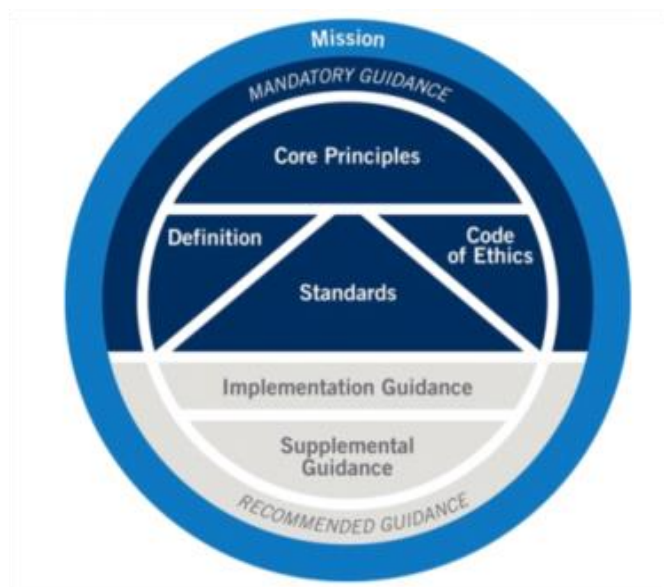 Mission
MANDATORY GUIDANCE
Core Principles
Definition
Code
of Ethics
Standards
Implementation Guidance
Supplemental
Guidance
RECOMMENDED GUIDANCE